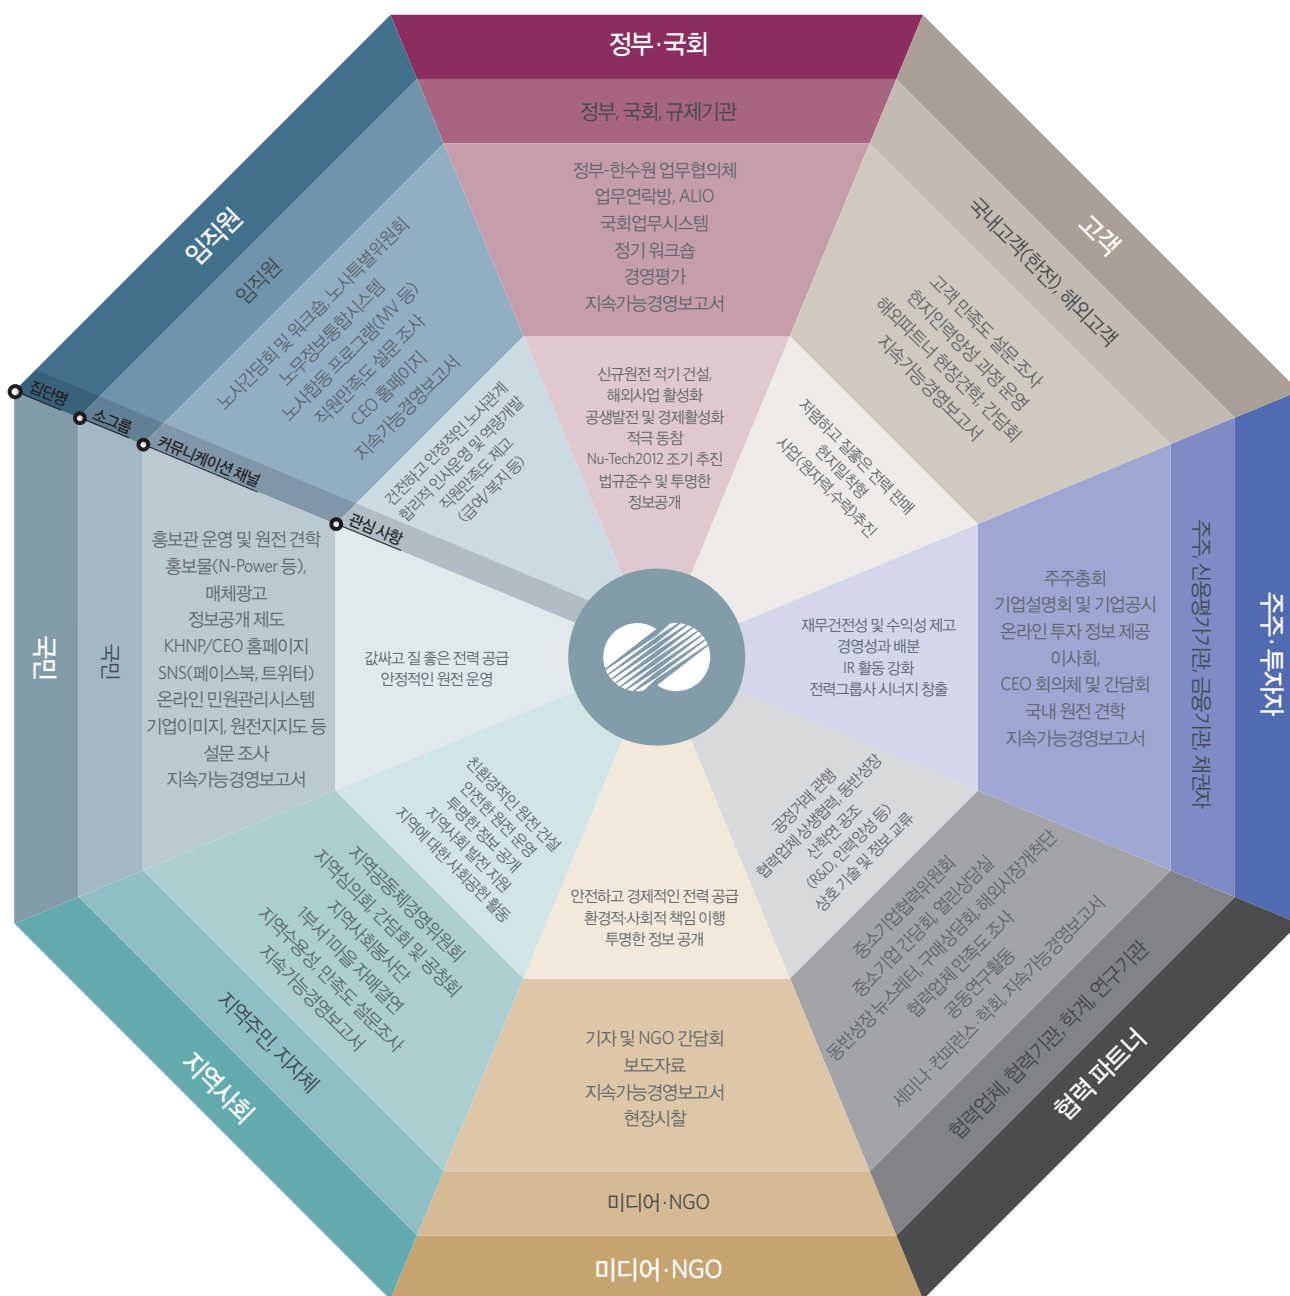 정부·국회
정부, 국회, 규제기관
정부-한수원 업무협의체
업무연락방, ALIO
국회업무시스템
정기 워크숍
경영평가
지속가능경영보고서
신규원전 적기 건설,
해외사업 활성화
공생발전 및 경제활성화
적극 동참
Nu-Tech2012 조기 추진
법규준수 및 투명한
정보공개
고객
국내고객(한전), 해외고객
고객 만족도 설문 조사
현지인력양성 과정 운영
해외파트너 현장견학, 간담회
지속가능경영보고서
저렴하고 질좋은 전력 판매
현지밀착형
사업(원자력,수력)추진
주주·투자자
주주, 신용평가기관, 금융기관, 채권자
주주총회
기업설명회 및 기업공시
온라인 투자 정보 제공
이사회,
CEO 회의체 및 간담회
국내 원전 견학
지속가능경영보고서
재무건전성 및 수익성 제고
경영성과 배분
IR 활동 강화
전력그룹사 시너지 창출
협력 파트너
협력업체, 협력기관, 학계, 연구기관
중소기업협력위원회
중소기업 간담회, 열린상담실
동반성장 뉴스레터, 구매상담회, 해외시장개척단
협력업체 만족도 조사
공동연구활동
세미나·컨퍼런스·학회, 지속가능경영보고서
공정거래 관행
협력업체 상생협력, 동반성장
산학연 공조
(R&D, 인력양성 등)
상호 기술 및 정보 교류
미디어·NGO
미디어·NGO
기자 및 NGO 간담회
보도자료
지속가능경영보고서
현장시찰
안전하고 경제적인 전력 공급
환경적·사회적 책임 이행
투명한 정보 공개
지역사회
지역주민, 지자체
지역공동체경영위원회
지역심의회, 간담회 및 공청회
지역사회봉사단
1부서 1마을 자매결연
지역수용성, 만족도 설문조사
지속가능경영보고서
친환경적인 원전 건설
안전한 원전 운영
투명한 정보 공개
지역사회 발전 지원
지역에 대한 사회공헌 활동
국민
국민
홍보관 운영 및 원전 견학
홍보물(N-Power 등),
매체광고
정보공개 제도
KHNP/CEO 홈페이지
SNS(페이스북, 트위터)
온라인 민원관리시스템
기업이미지, 원전지지도 등
설문 조사
지속가능경영보고서
값싸고 질 좋은 전력 공급
안정적인 원전 운영
임직원
임직원
노사간담회 및 워크숍, 노사특별위원회
노무정보통합시스템
노사합동 프로그램(MV 등)
직원만족도 설문 조사
CEO 홈페이지
지속가능경영보고서
건전하고 안정적인 노사관계
합리적 인사운영 및 역량개발
직원만족도 제고
(급여/복지 등)
집단명
소그룹
커뮤니케이션 채널
관심 사항